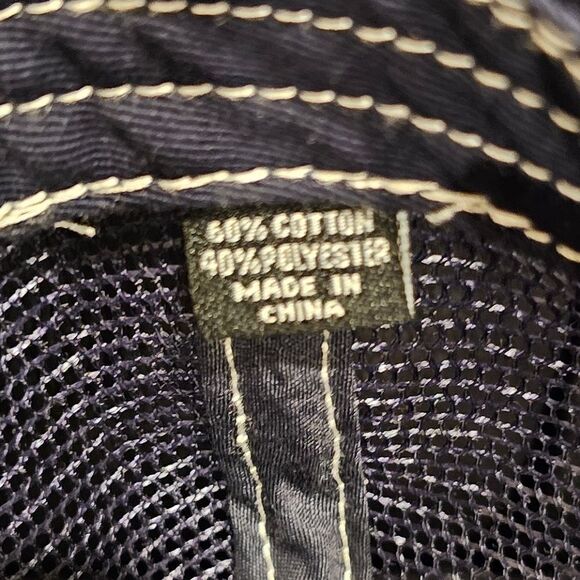 60% COTTON
40% POLYESTER
MADE IN
CHINA